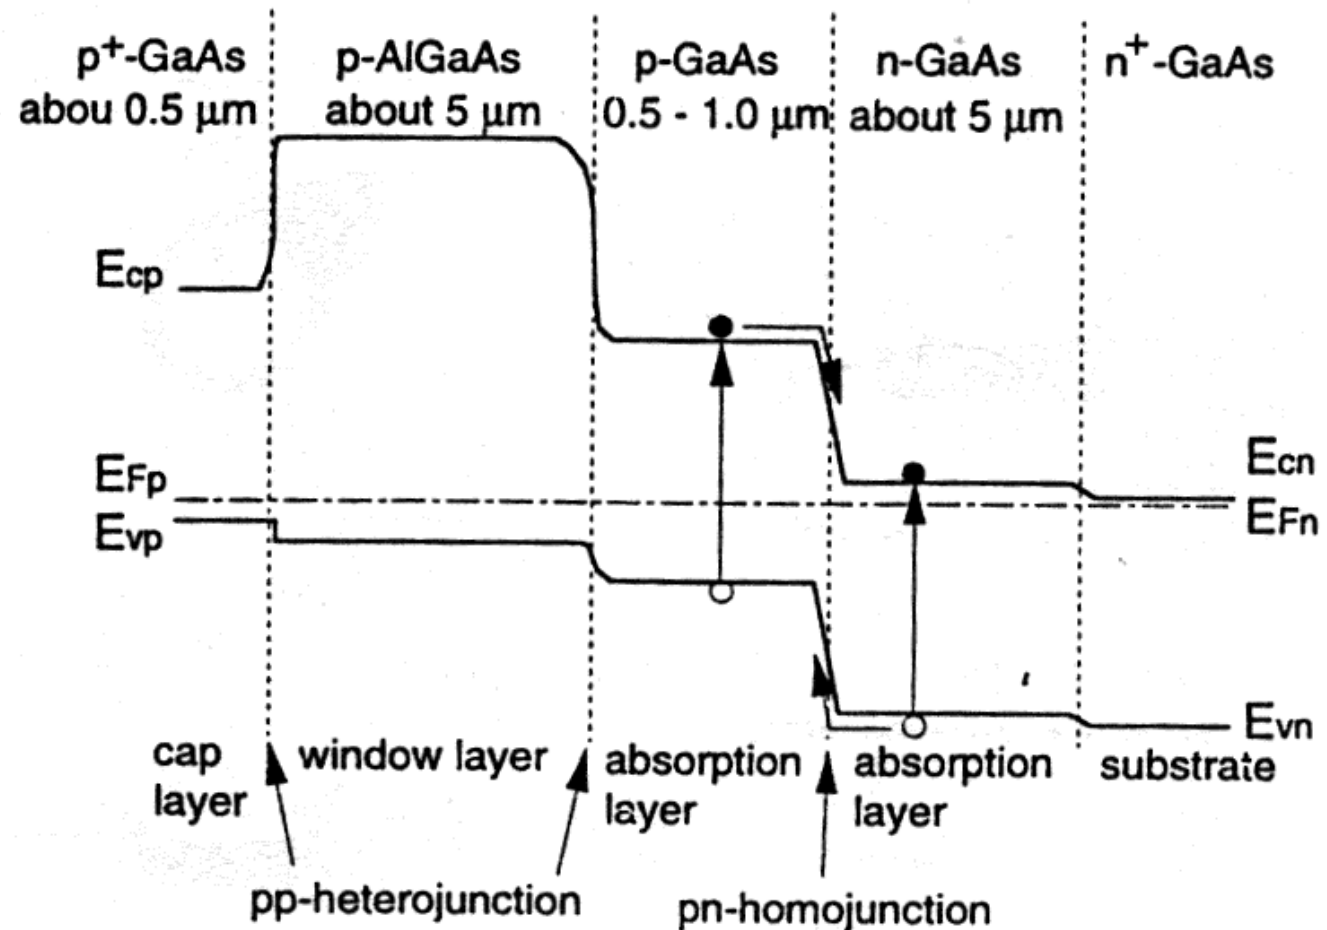 p+-GaAs
abou 0.5 µm
p-AlGaAs
about 5 µm
p-GaAs
0.5 - 1.0 µm
n-GaAs
about 5 µm
n+-GaAs
Ecp
EFp
Evp
Ecn
EFn
Evn
cap
layer
window layer
absorption
layer
absorption
layer
substrate
pp-heterojunction
pn-homojunction